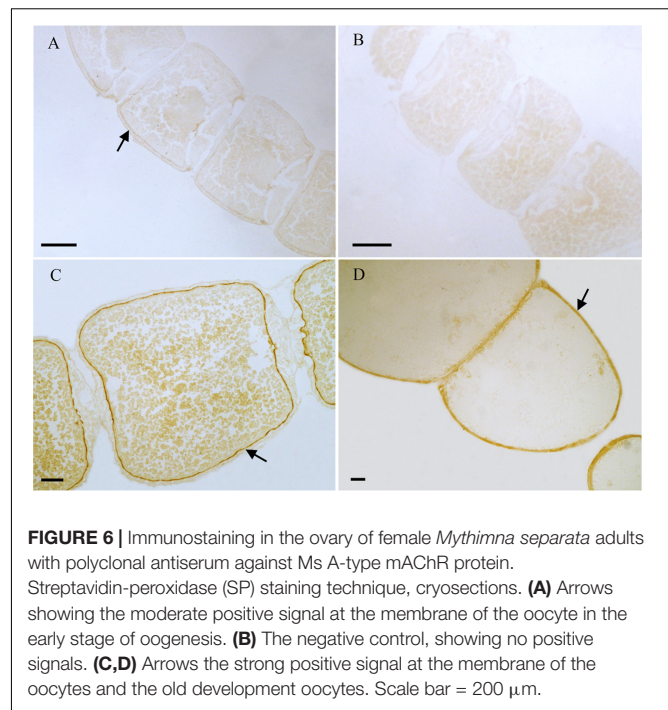 A
B
C
D
FIGURE 6 | Immunostaining in the ovary of female Mythimna separata adults
with polyclonal antiserum against Ms A-type mAChR protein.
Streptavidin-peroxidase (SP) staining technique, cryosections. (A) Arrows
showing the moderate positive signal at the membrane of the oocyte in the
early stage of oogenesis. (B) The negative control, showing no positive
signals. (C,D) Arrows the strong positive signal at the membrane of the
oocytes and the old development oocytes. Scale bar = 200 μm.